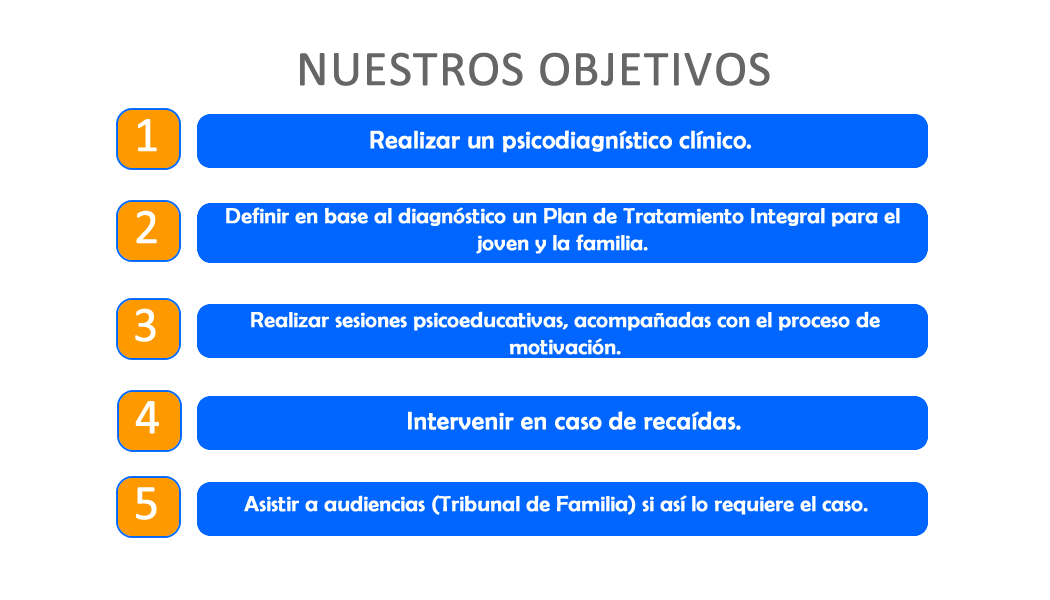 NUESTROS OBJETIVOS
1
Realizar un psicodiagnístico clínico.
2
Definir en base al diagnóstico un Plan de Tratamiento Integral para el
joven y la familia.
3
Realizar sesiones psicoeducativas, acompañadas con el proceso de
motivación.
4
Intervenir en caso de recaídas.
5
Asistir a audiencias (Tribunal de Familia) si así lo requiere el caso.